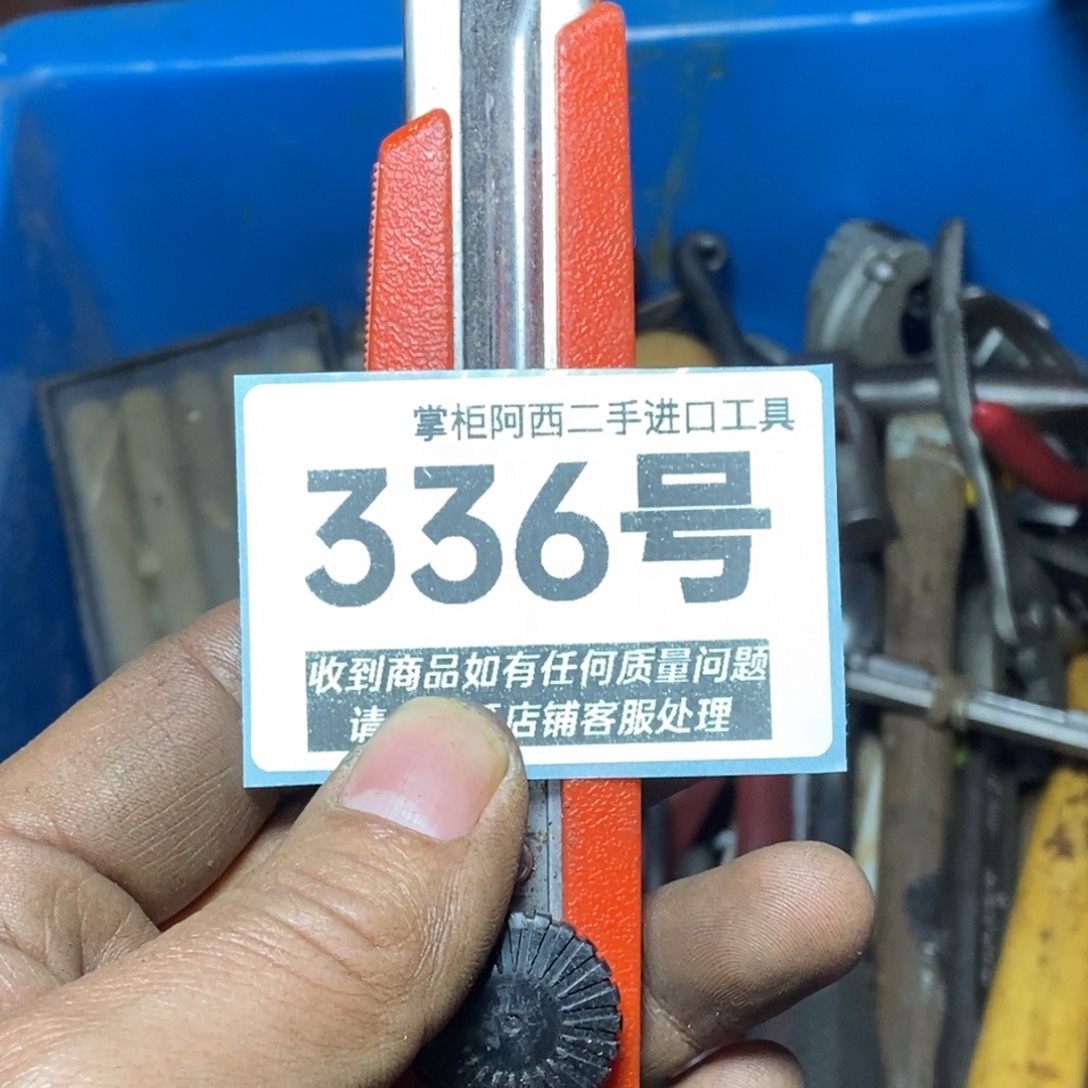 掌柜阿西二手进口工具
336号
收到商品如有任何质量问题
请 店铺客服处理